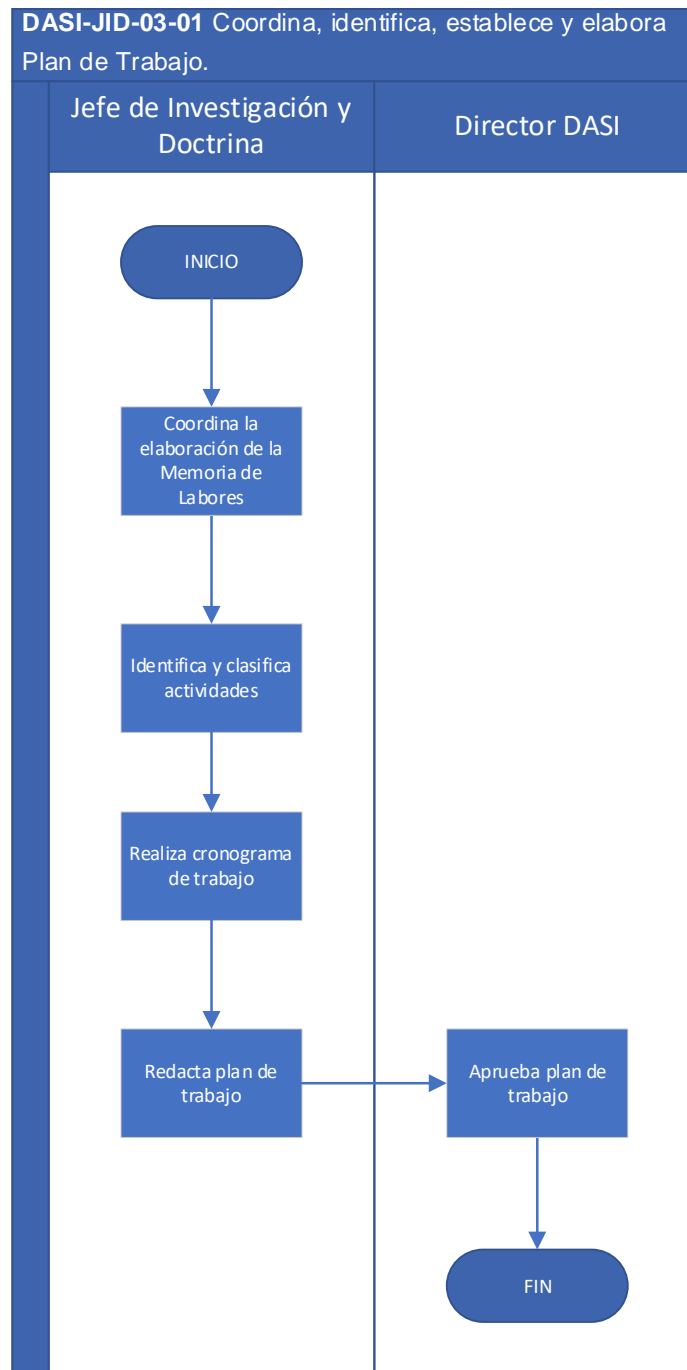 DASI-JID-03-01 Coordina, identifica, establece y elabora
Plan de Trabajo.
Jefe de Investigación y
Doctrina
Director DASI
INICIO
Coordina la
elaboración de la
Memoria de
Labores
Identifica y clasifica
actividades
Realiza cronograma
de trabajo
Redacta plan de
trabajo
Aprueba plan de
trabajo
FIN